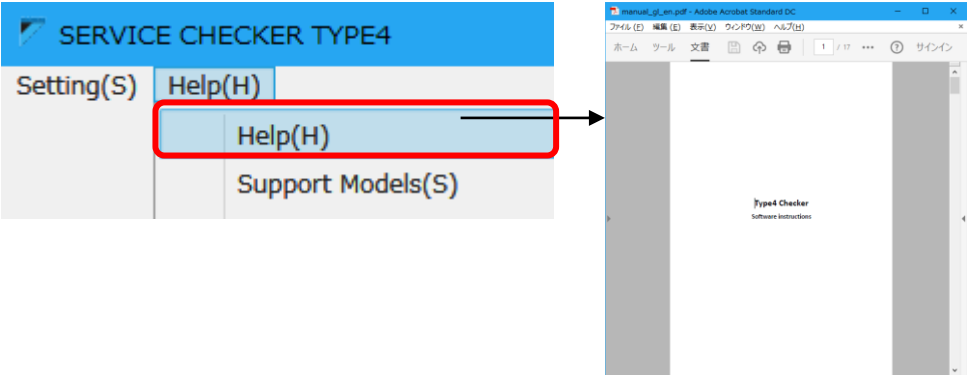 SERVICE CHECKER TYPE4
Setting(S) Help(H)
Help(H)
Support Models(S)
manuel_gl_en.pdf - Adobe Acrobat Standard DC
ファイル(F) 編集(E) 表示(V) ウィンドウ(W) ヘルプ(H)
ホーム ツール 文書 1 / 17 サインイン
Type4 Checker
Software instructions